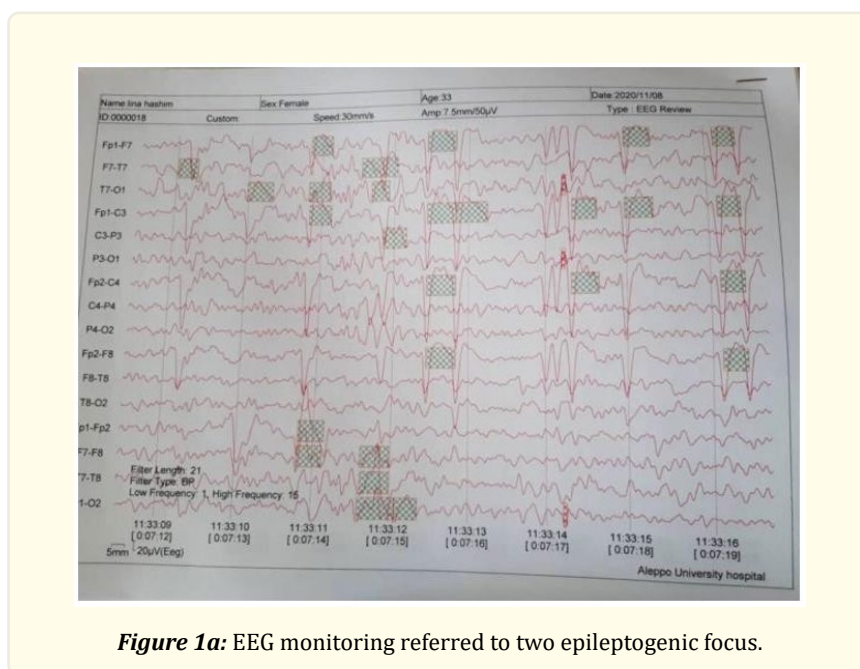 Name lina hashim Sex Female Age 33 Date 2020/11/08
ID 0000018 Custom: Speed 30mm/s Amp 7.5mm/50µV Type : EEG Review
Fp1-F7
F7-T7
T7-O1
Fp1-C3
C3-P3
P3-O1
Fp2-C4
C4-P4
P4-O2
Fp2-F8
F8-T8
T8-O2
p1-Fp2
F7-F8
7-T8
1-O2
Filter Length: 21
Filter Type: BP
Low Frequency: 1, High Frequency: 15
11:33:09 11:33:10 11:33:11 11:33:12 11:33:13 11:33:14 11:33:15 11:33:16
[ 0:07:12] [ 0:07:13] [ 0:07:14] [ 0:07:15] [ 0:07:16] [ 0:07:17] [ 0:07:18] [ 0:07:19]
5mm 20µV(Eeg)
Aleppo University hospital
Figure 1a: EEG monitoring referred to two epileptogenic focus.